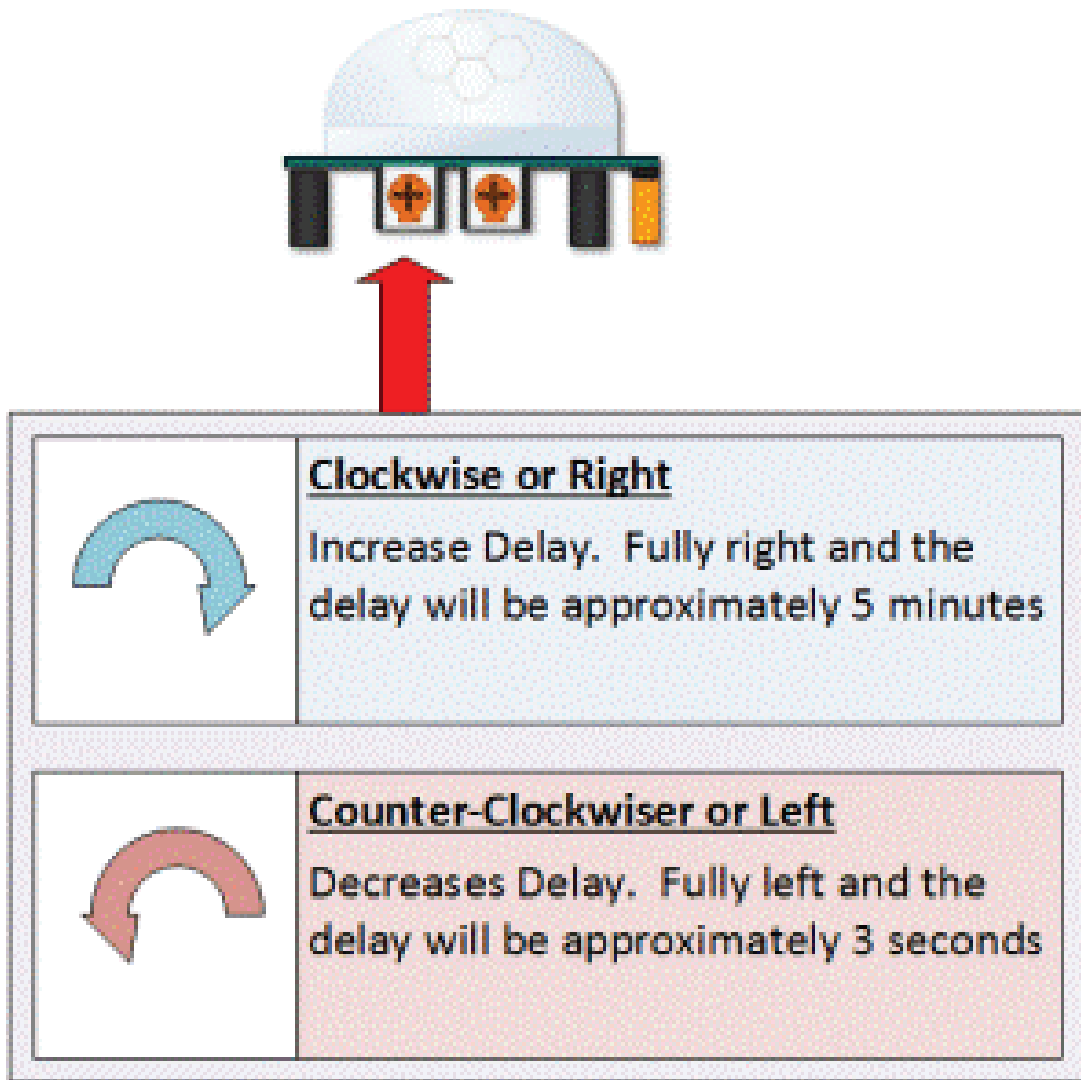 Clockwise or Right
Increase Delay. Fully right and the
delay will be approximately 5 minutes
Counter-Clockwiser or Left
Decreases Delay. Fully left and the
delay will be approximately 3 seconds